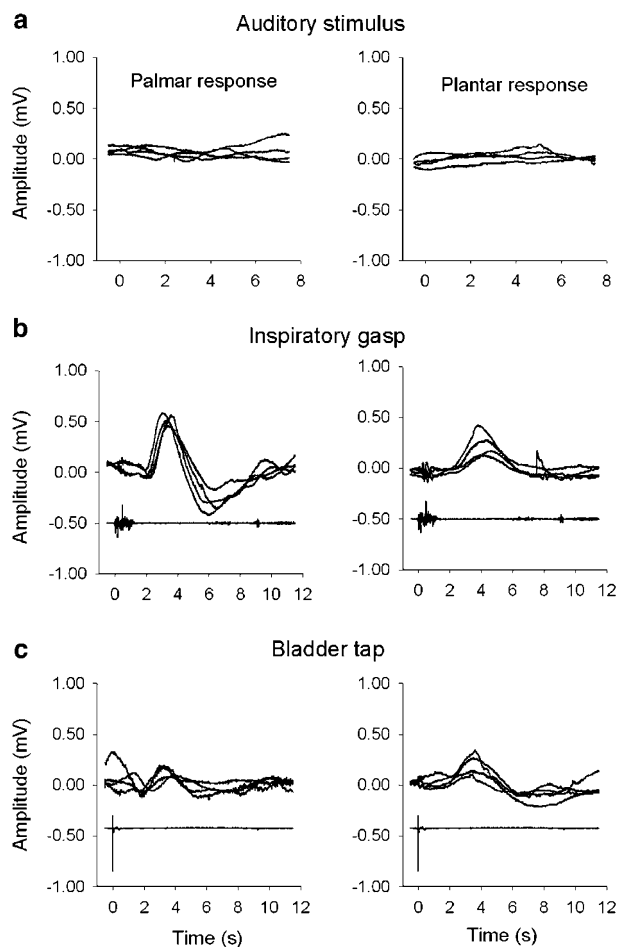 a
Auditory stimulus
Palmar response
Plantar response
Amplitude (mV)
1.00
0.50
0.00
-0.50
-1.00
0 2 4 6 8
1.00
0.50
0.00
-0.50
-1.00
0 2 4 6 8
b
Inspiratory gasp
Amplitude (mV)
1.00
0.50
0.00
-0.50
-1.00
0 2 4 6 8 10 12
1.00
0.50
0.00
-0.50
-1.00
0 2 4 6 8 10 12
c
Bladder tap
Amplitude (mV)
1.00
0.50
0.00
-0.50
-1.00
0 2 4 6 8 10 12
Time (s)
1.00
0.50
0.00
-0.50
-1.00
0 2 4 6 8 10 12
Time (s)